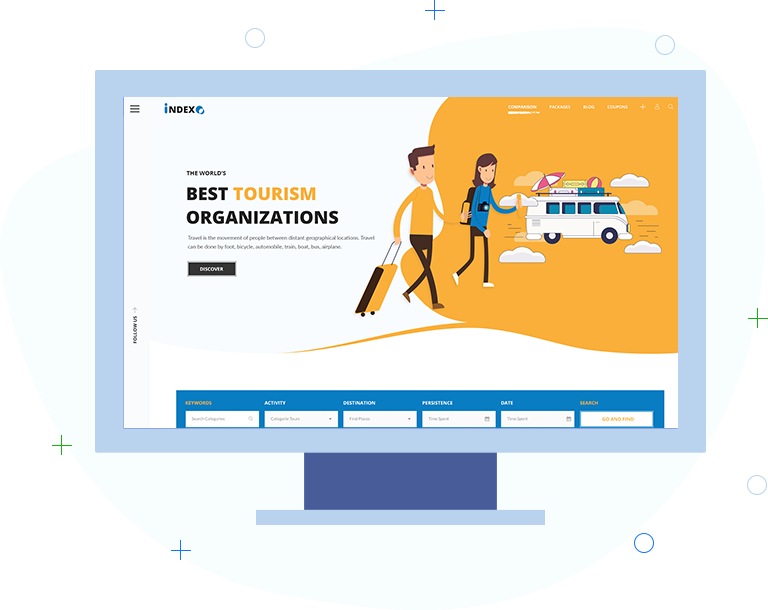 INDEX
COMPARISON PACKAGES BLOG COUPONS
THE WORLD'S
BEST TOURISM
ORGANIZATIONS
Travel is the movement of people between distant geographical locations. Travel
can be done by foot, bicycle, automobile, train, boat, bus, airplane.
DISCOVER
FOLLOW US
KEYWORDS ACTIVITY DESTINATION PERSISTENCE DATE SEARCH
Search Categories Categorie Tours Find Places Time Spent Time Spent GO AND FIND